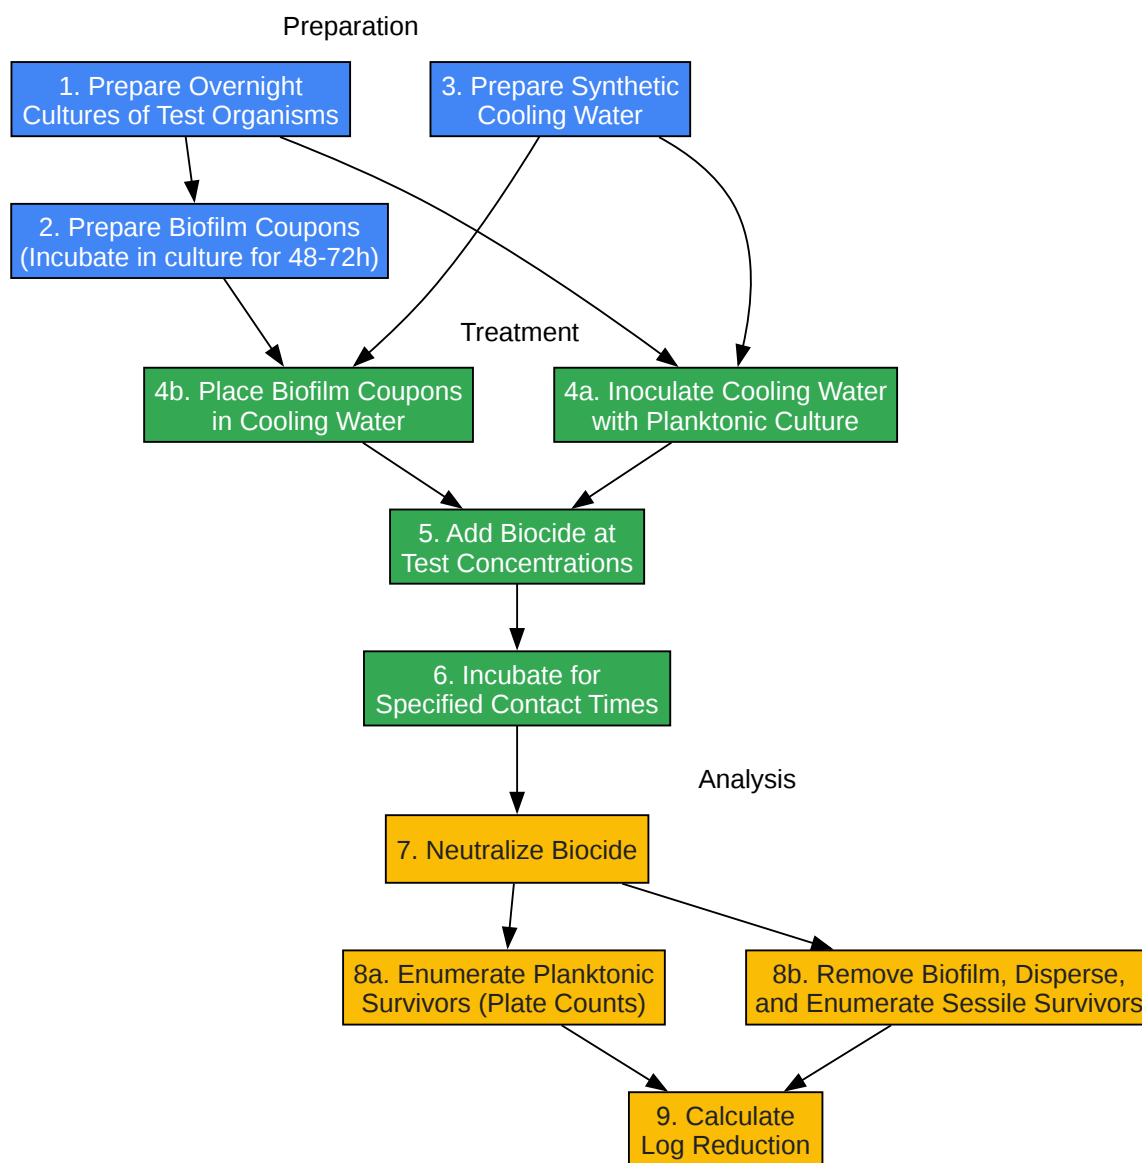 Preparation
1. Prepare Overnight
Cultures of Test Organisms
3. Prepare Synthetic
Cooling Water
2. Prepare Biofilm Coupons
(Incubate in culture for 48-72h)
Treatment
4b. Place Biofilm Coupons
in Cooling Water
4a. Inoculate Cooling Water
with Planktonic Culture
5. Add Biocide at
Test Concentrations
6. Incubate for
Specified Contact Times
Analysis
7. Neutralize Biocide
8a. Enumerate Planktonic
Survivors (Plate Counts)
8b. Remove Biofilm, Disperse,
and Enumerate Sessile Survivors
9. Calculate
Log Reduction